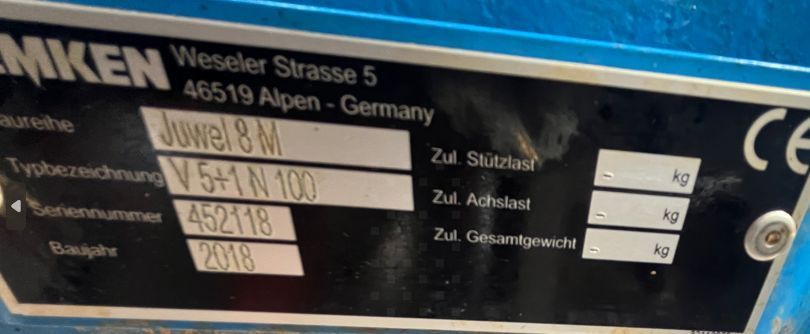 EMKEN Weseler Strasse 5
46519 Alpen - Germany
aureihe Juwel 8 M
Typbezeichnung V 5+1 N 100
Seriennummer 452118
Baujahr 2018
Zul. Stützlast - kg
Zul. Achslast - kg
Zul. Gesamtgewicht - kg
CE